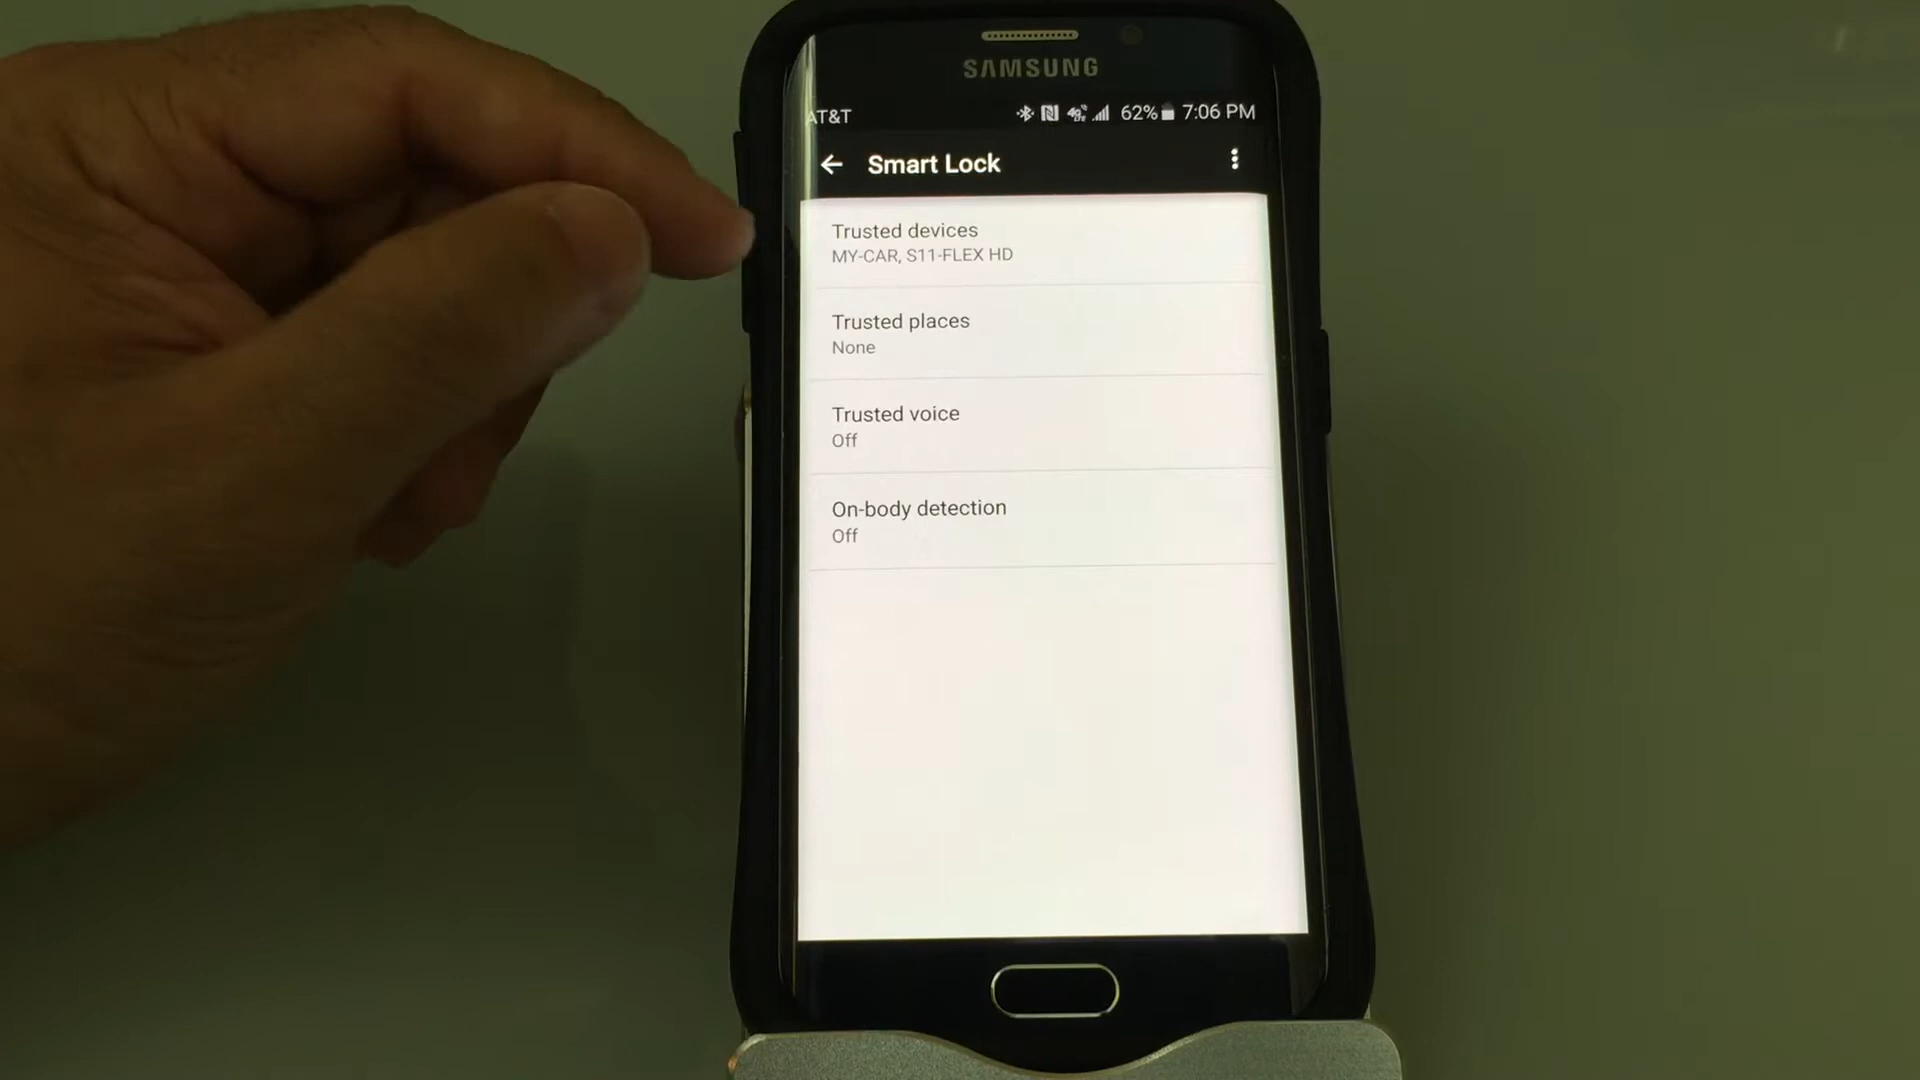 SAMSUNG
AT&T 62% 7:06 PM
Smart Lock
Trusted devices
MY-CAR, S11-FLEX HD
Trusted places
None
Trusted voice
Off
On-body detection
Off